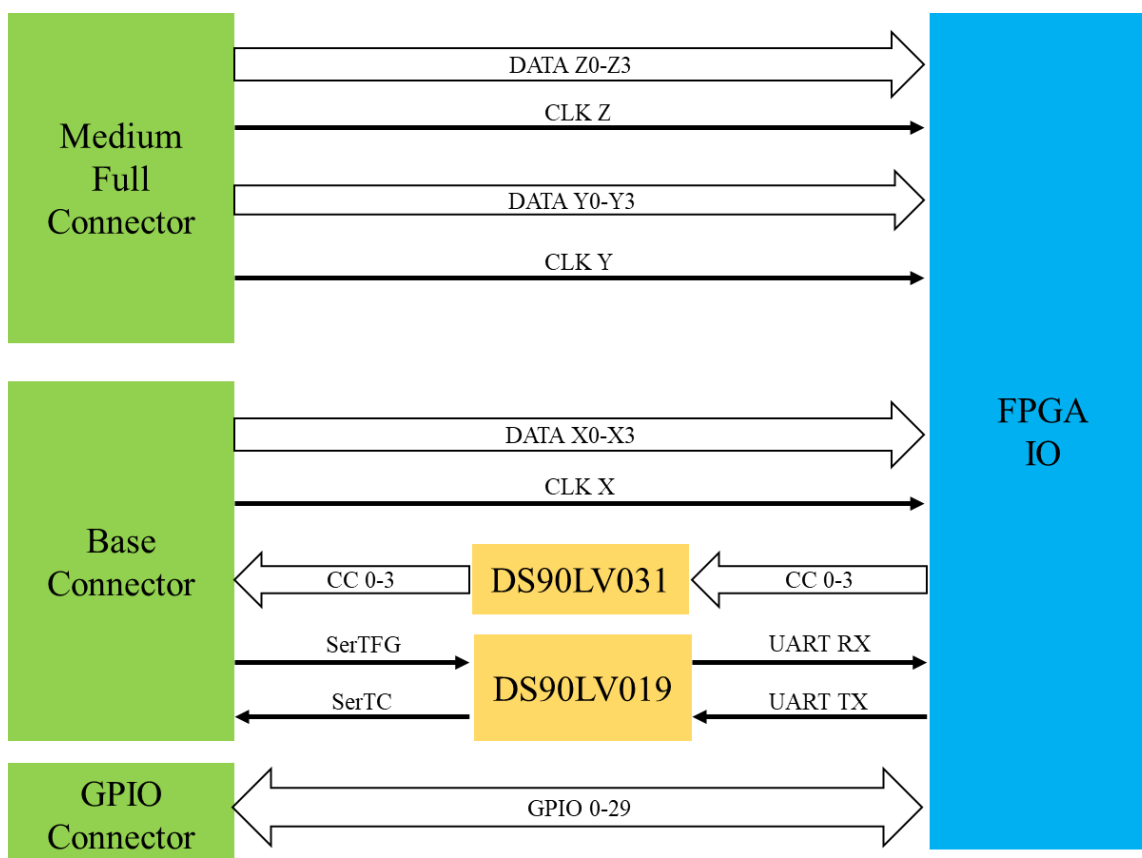 DATA Z0-Z3
CLK Z
Medium
Full
Connector
DATA Y0-Y3
CLK Y
DATA X0-X3
CLK X
Base
Connector
CC 0-3
DS90LV031
CC 0-3
SerTFG
UART RX
DS90LV019
SerTC
UART TX
FPGA
IO
GPIO
Connector
GPIO 0-29